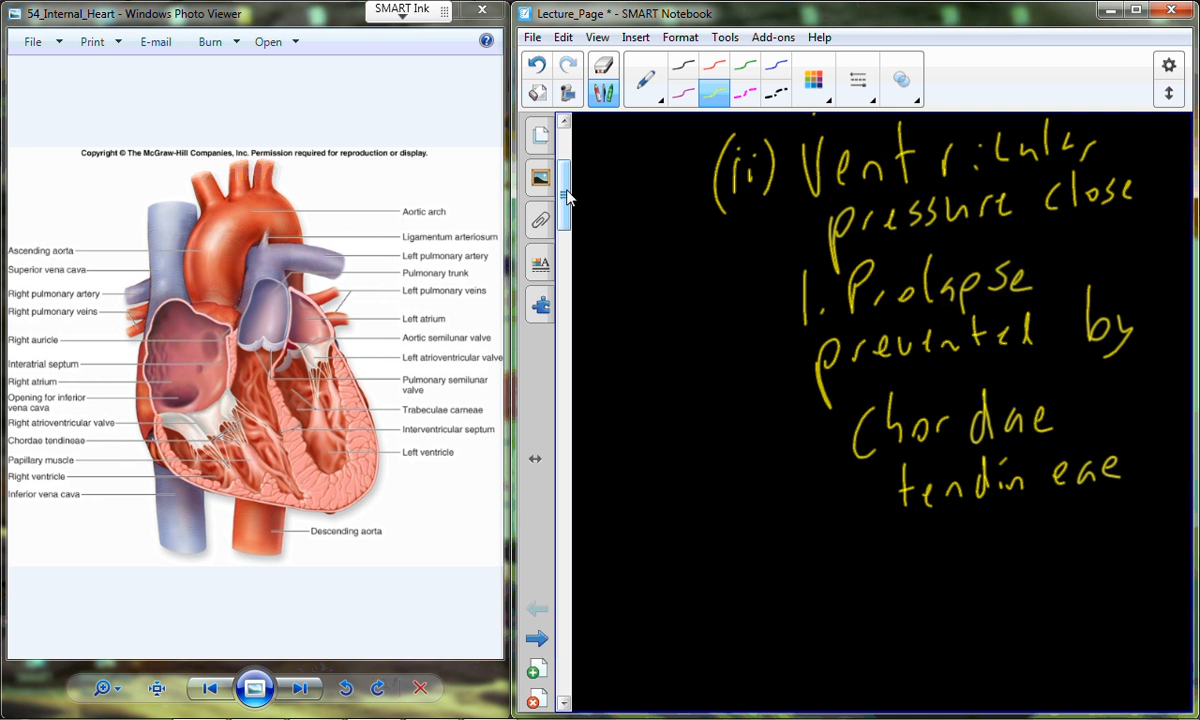 54_Internal_Heart - Windows Photo Viewer
SMART Ink
File Print E-mail Burn Open
Copyright © The McGraw-Hill Companies, Inc. Permission required for reproduction or display.
Ascending aorta
Superior vena cava
Right pulmonary artery
Right pulmonary veins
Right auricle
Interatrial septum
Right atrium
Opening for inferior
vena cava
Right atrioventricular valve
Chordae tendineae
Papillary muscle
Right ventricle
Inferior vena cava
Aortic arch
Ligamentum arteriosum
Left pulmonary artery
Pulmonary trunk
Left pulmonary veins
Left atrium
Aortic semilunar valve
Left atrioventricular valve
Pulmonary semilunar
valve
Trabeculae carneae
Interventricular septum
Left ventricle
Descending aorta
Lecture_Page * - SMART Notebook
File Edit View Insert Format Tools Add-ons Help
(ii) Ventricular
pressure close
1. Prolapse
prevented by
Chordae
tendineae